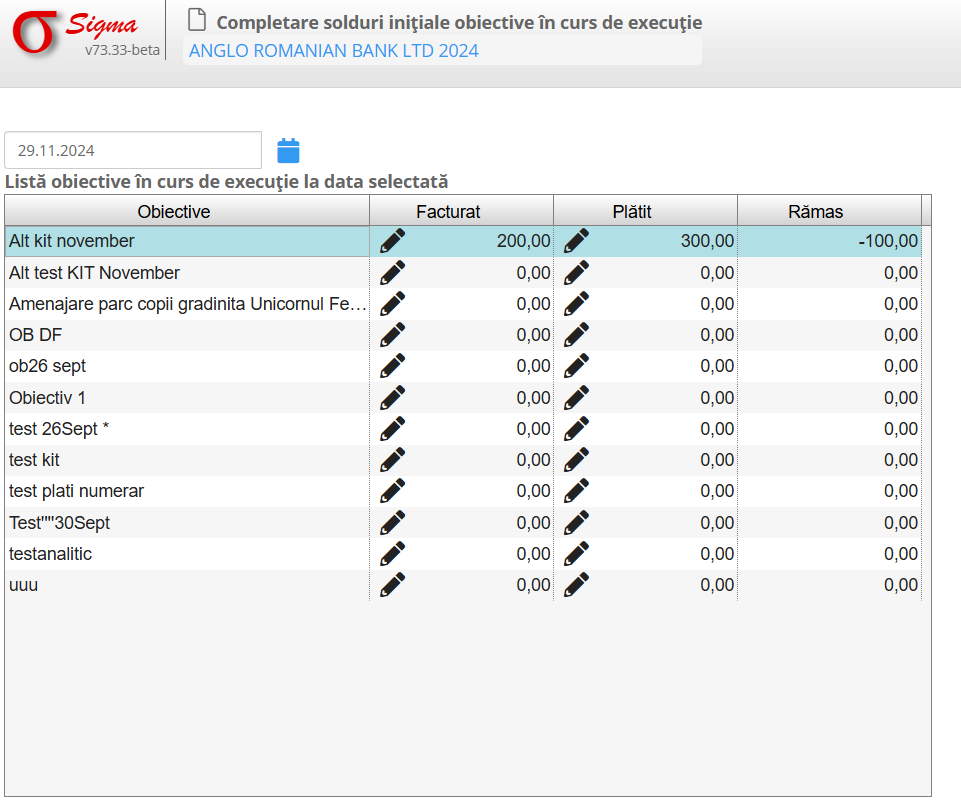 σ Sigma
v73.33-beta
Completare solduri inițiale obiective în curs de execuție
ANGLO ROMANIAN BANK LTD 2024
29.11.2024
Listă obiective în curs de execuție la data selectată
Obiective Facturat Plătit Rămas
Alt kit november 200,00 300,00 -100,00
Alt test KIT November 0,00 0,00 0,00
Amenajare parc copii gradinita Unicornul Fe... 0,00 0,00 0,00
OB DF 0,00 0,00 0,00
ob26 sept 0,00 0,00 0,00
Obiectiv 1 0,00 0,00 0,00
test 26Sept * 0,00 0,00 0,00
test kit 0,00 0,00 0,00
test plati numerar 0,00 0,00 0,00
Test""30Sept 0,00 0,00 0,00
testanalitic 0,00 0,00 0,00
uuu 0,00 0,00 0,00